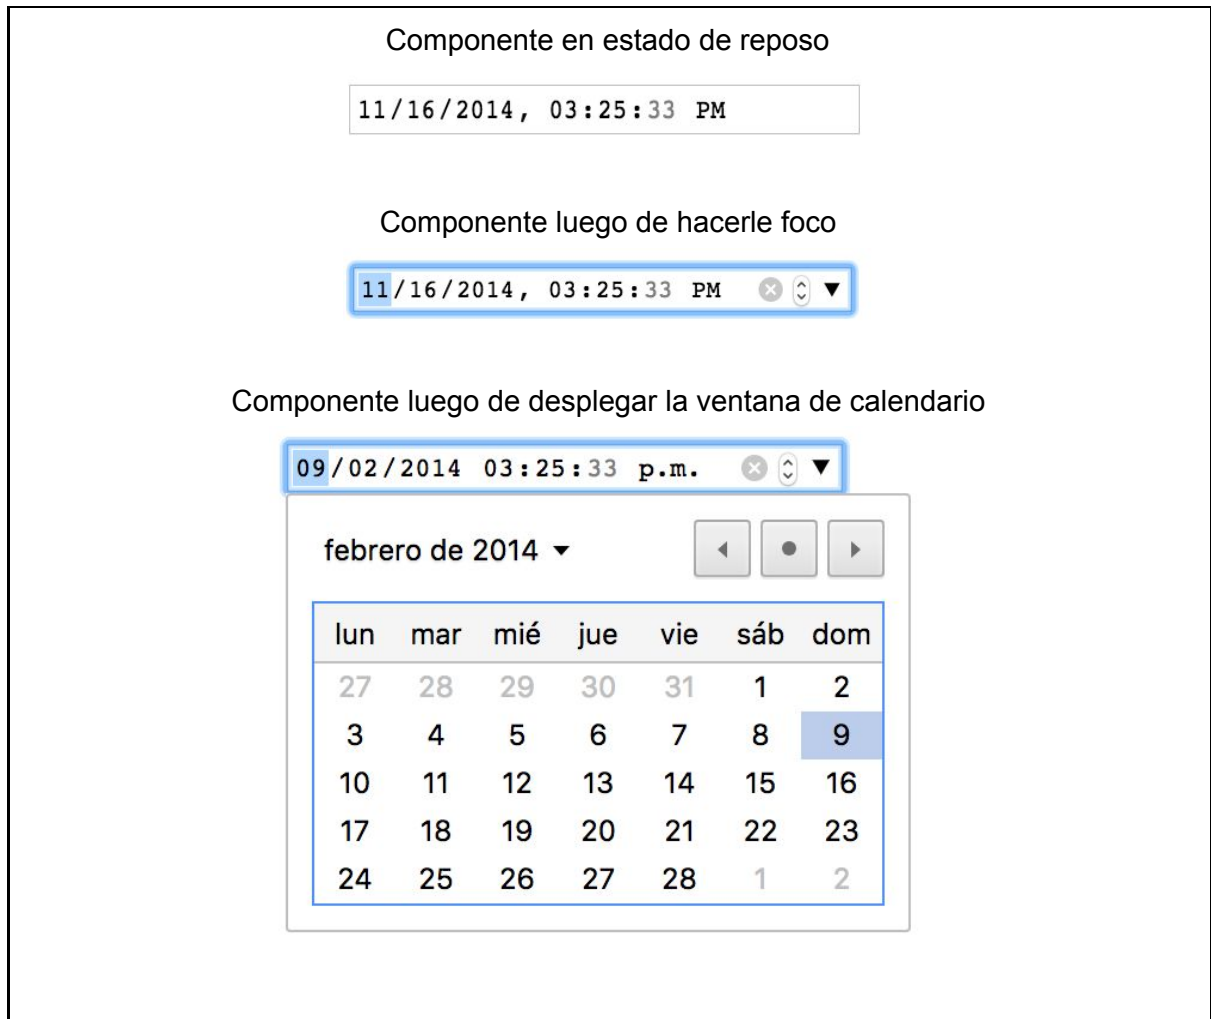 Componente en estado de reposo
11/16/2014, 03:25:33 PM
Componente luego de hacerle foco
11/16/2014, 03:25:33 PM
Componente luego de desplegar la ventana de calendario
09/02/2014 03:25:33 p.m.
febrero de 2014
lun mar mié jue vie sáb dom
27 28 29 30 31 1 2
3 4 5 6 7 8 9
10 11 12 13 14 15 16
17 18 19 20 21 22 23
24 25 26 27 28 1 2